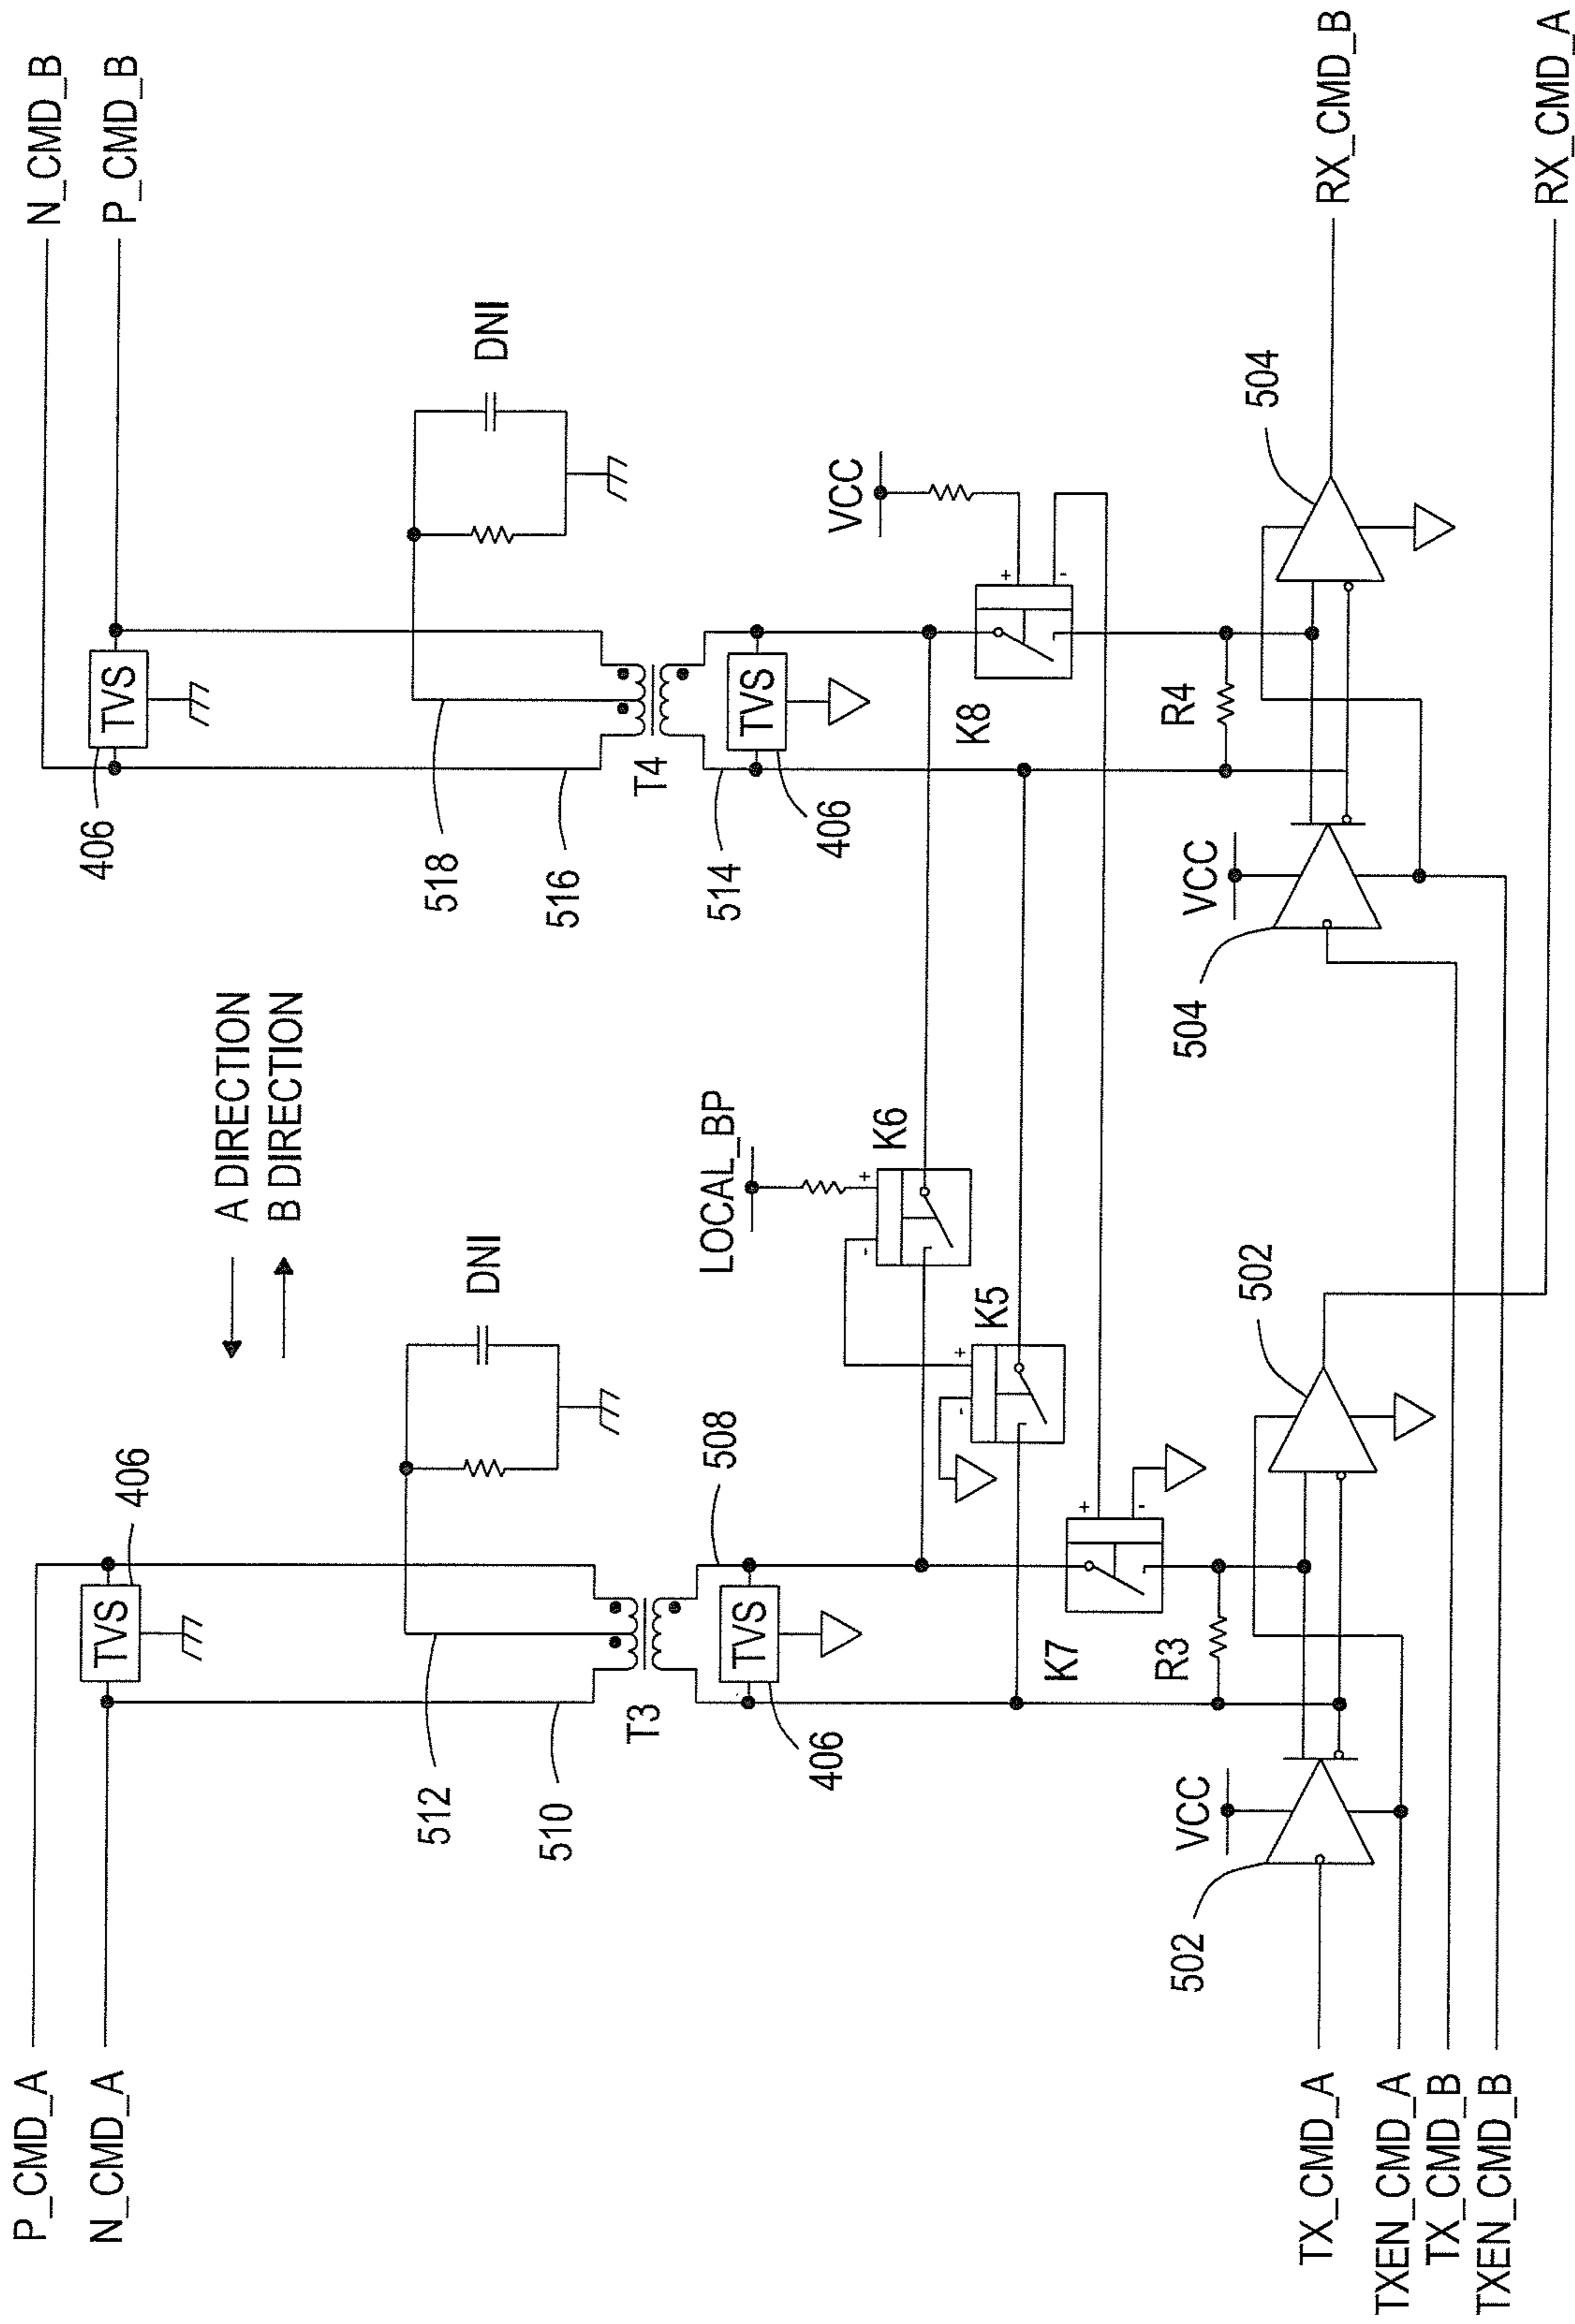 P_CMD_A
N_CMD_A
N_CMD_B
P_CMD_B
A DIRECTION
B DIRECTION
406
TVS
TVS
406
DNI
DNI
512
510
518
516
T3
T4
508
514
TVS
406
TVS
406
LOCAL_BP
K6
K5
VCC
K8
K7
R3
R4
VCC
502
502
VCC
504
504
TX_CMD_A
TXEN_CMD_A
TX_CMD_B
TXEN_CMD_B
RX_CMD_B
RX_CMD_A
+
-
+
-
+
-
+
-